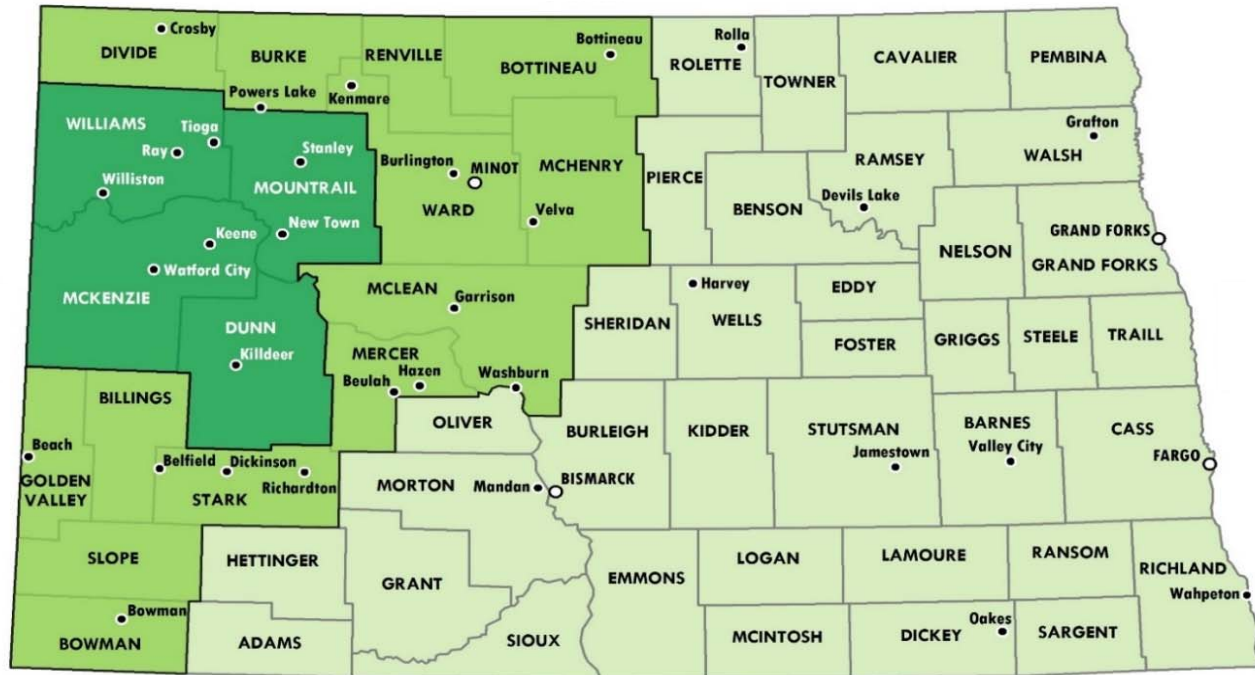 Crosby
DIVIDE
BURKE
RENVILLE
Bottineau
BOTTINEAU
Rolla
ROLETTE
TOWNER
CAVALIER
PEMBINA
Powers Lake
Kenmare
WILLIAMS
Tioga
Ray
Williston
Stanley
MOUNTRAIL
New Town
Burlington
MINOT
WARD
MCHENRY
Velva
PIERCE
BENSON
RAMSEY
Devils Lake
Grafton
WALSH
NELSON
GRAND FORKS
GRAND FORKS
Keene
Watford City
MCKENZIE
DUNN
Killdeer
MCLEAN
Garrison
MERCER
Hazen
Beulah
Washburn
SHERIDAN
Harvey
WELLS
EDDY
FOSTER
GRIGGS
STEELE
TRAILL
BILLINGS
Beach
GOLDEN
VALLEY
Belfield
Dickinson
Richardton
STARK
OLIVER
MORTON
Mandan
BISMARCK
BURLEIGH
KIDDER
STUTSMAN
Jamestown
BARNES
Valley City
CASS
FARGO
SLOPE
Bowman
BOWMAN
HETTINGER
ADAMS
GRANT
SIOUX
EMMONS
LOGAN
MCINTOSH
LAMOURE
DICKEY
Oakes
RANSOM
SARGENT
RICHLAND
Wahpeton